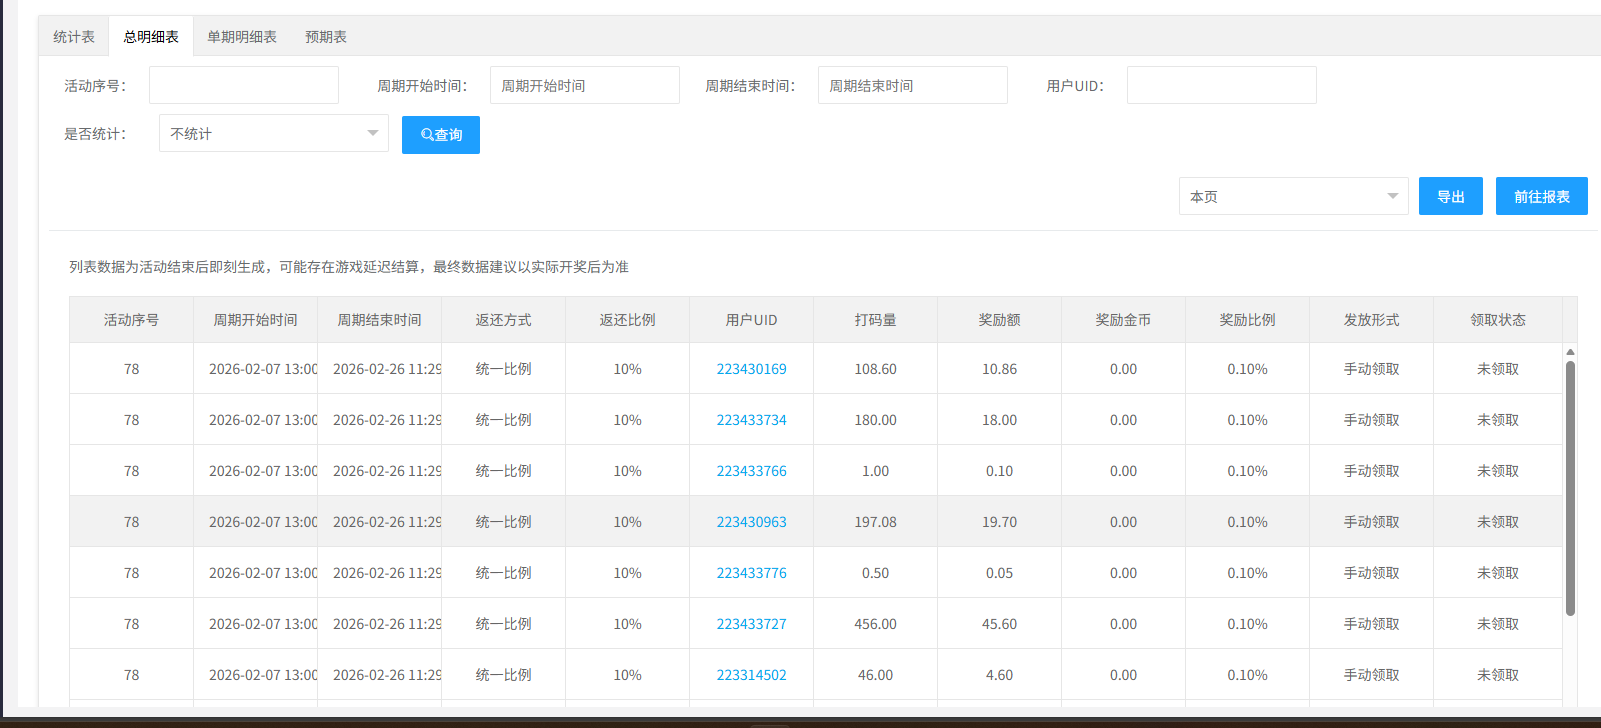 统计表 总明细表 单期明细表 预期表
活动序号： 周期开始时间： 周期开始时间 周期结束时间： 周期结束时间 用户UID：
是否统计： 不统计 查询
本页 导出 前往报表
列表数据为活动结束后即刻生成，可能存在游戏延迟结算，最终数据建议以实际开奖后为准
活动序号 周期开始时间 周期结束时间 返还方式 返还比例 用户UID 打码量 奖励额 奖励金币 奖励比例 发放形式 领取状态
78 2026-02-07 13:00 2026-02-26 11:29 统一比例 10% 223430169 108.60 10.86 0.00 0.10% 手动领取 未领取
78 2026-02-07 13:00 2026-02-26 11:29 统一比例 10% 223433734 180.00 18.00 0.00 0.10% 手动领取 未领取
78 2026-02-07 13:00 2026-02-26 11:29 统一比例 10% 223433766 1.00 0.10 0.00 0.10% 手动领取 未领取
78 2026-02-07 13:00 2026-02-26 11:29 统一比例 10% 223430963 197.08 19.70 0.00 0.10% 手动领取 未领取
78 2026-02-07 13:00 2026-02-26 11:29 统一比例 10% 223433776 0.50 0.05 0.00 0.10% 手动领取 未领取
78 2026-02-07 13:00 2026-02-26 11:29 统一比例 10% 223433727 456.00 45.60 0.00 0.10% 手动领取 未领取
78 2026-02-07 13:00 2026-02-26 11:29 统一比例 10% 223314502 46.00 4.60 0.00 0.10% 手动领取 未领取